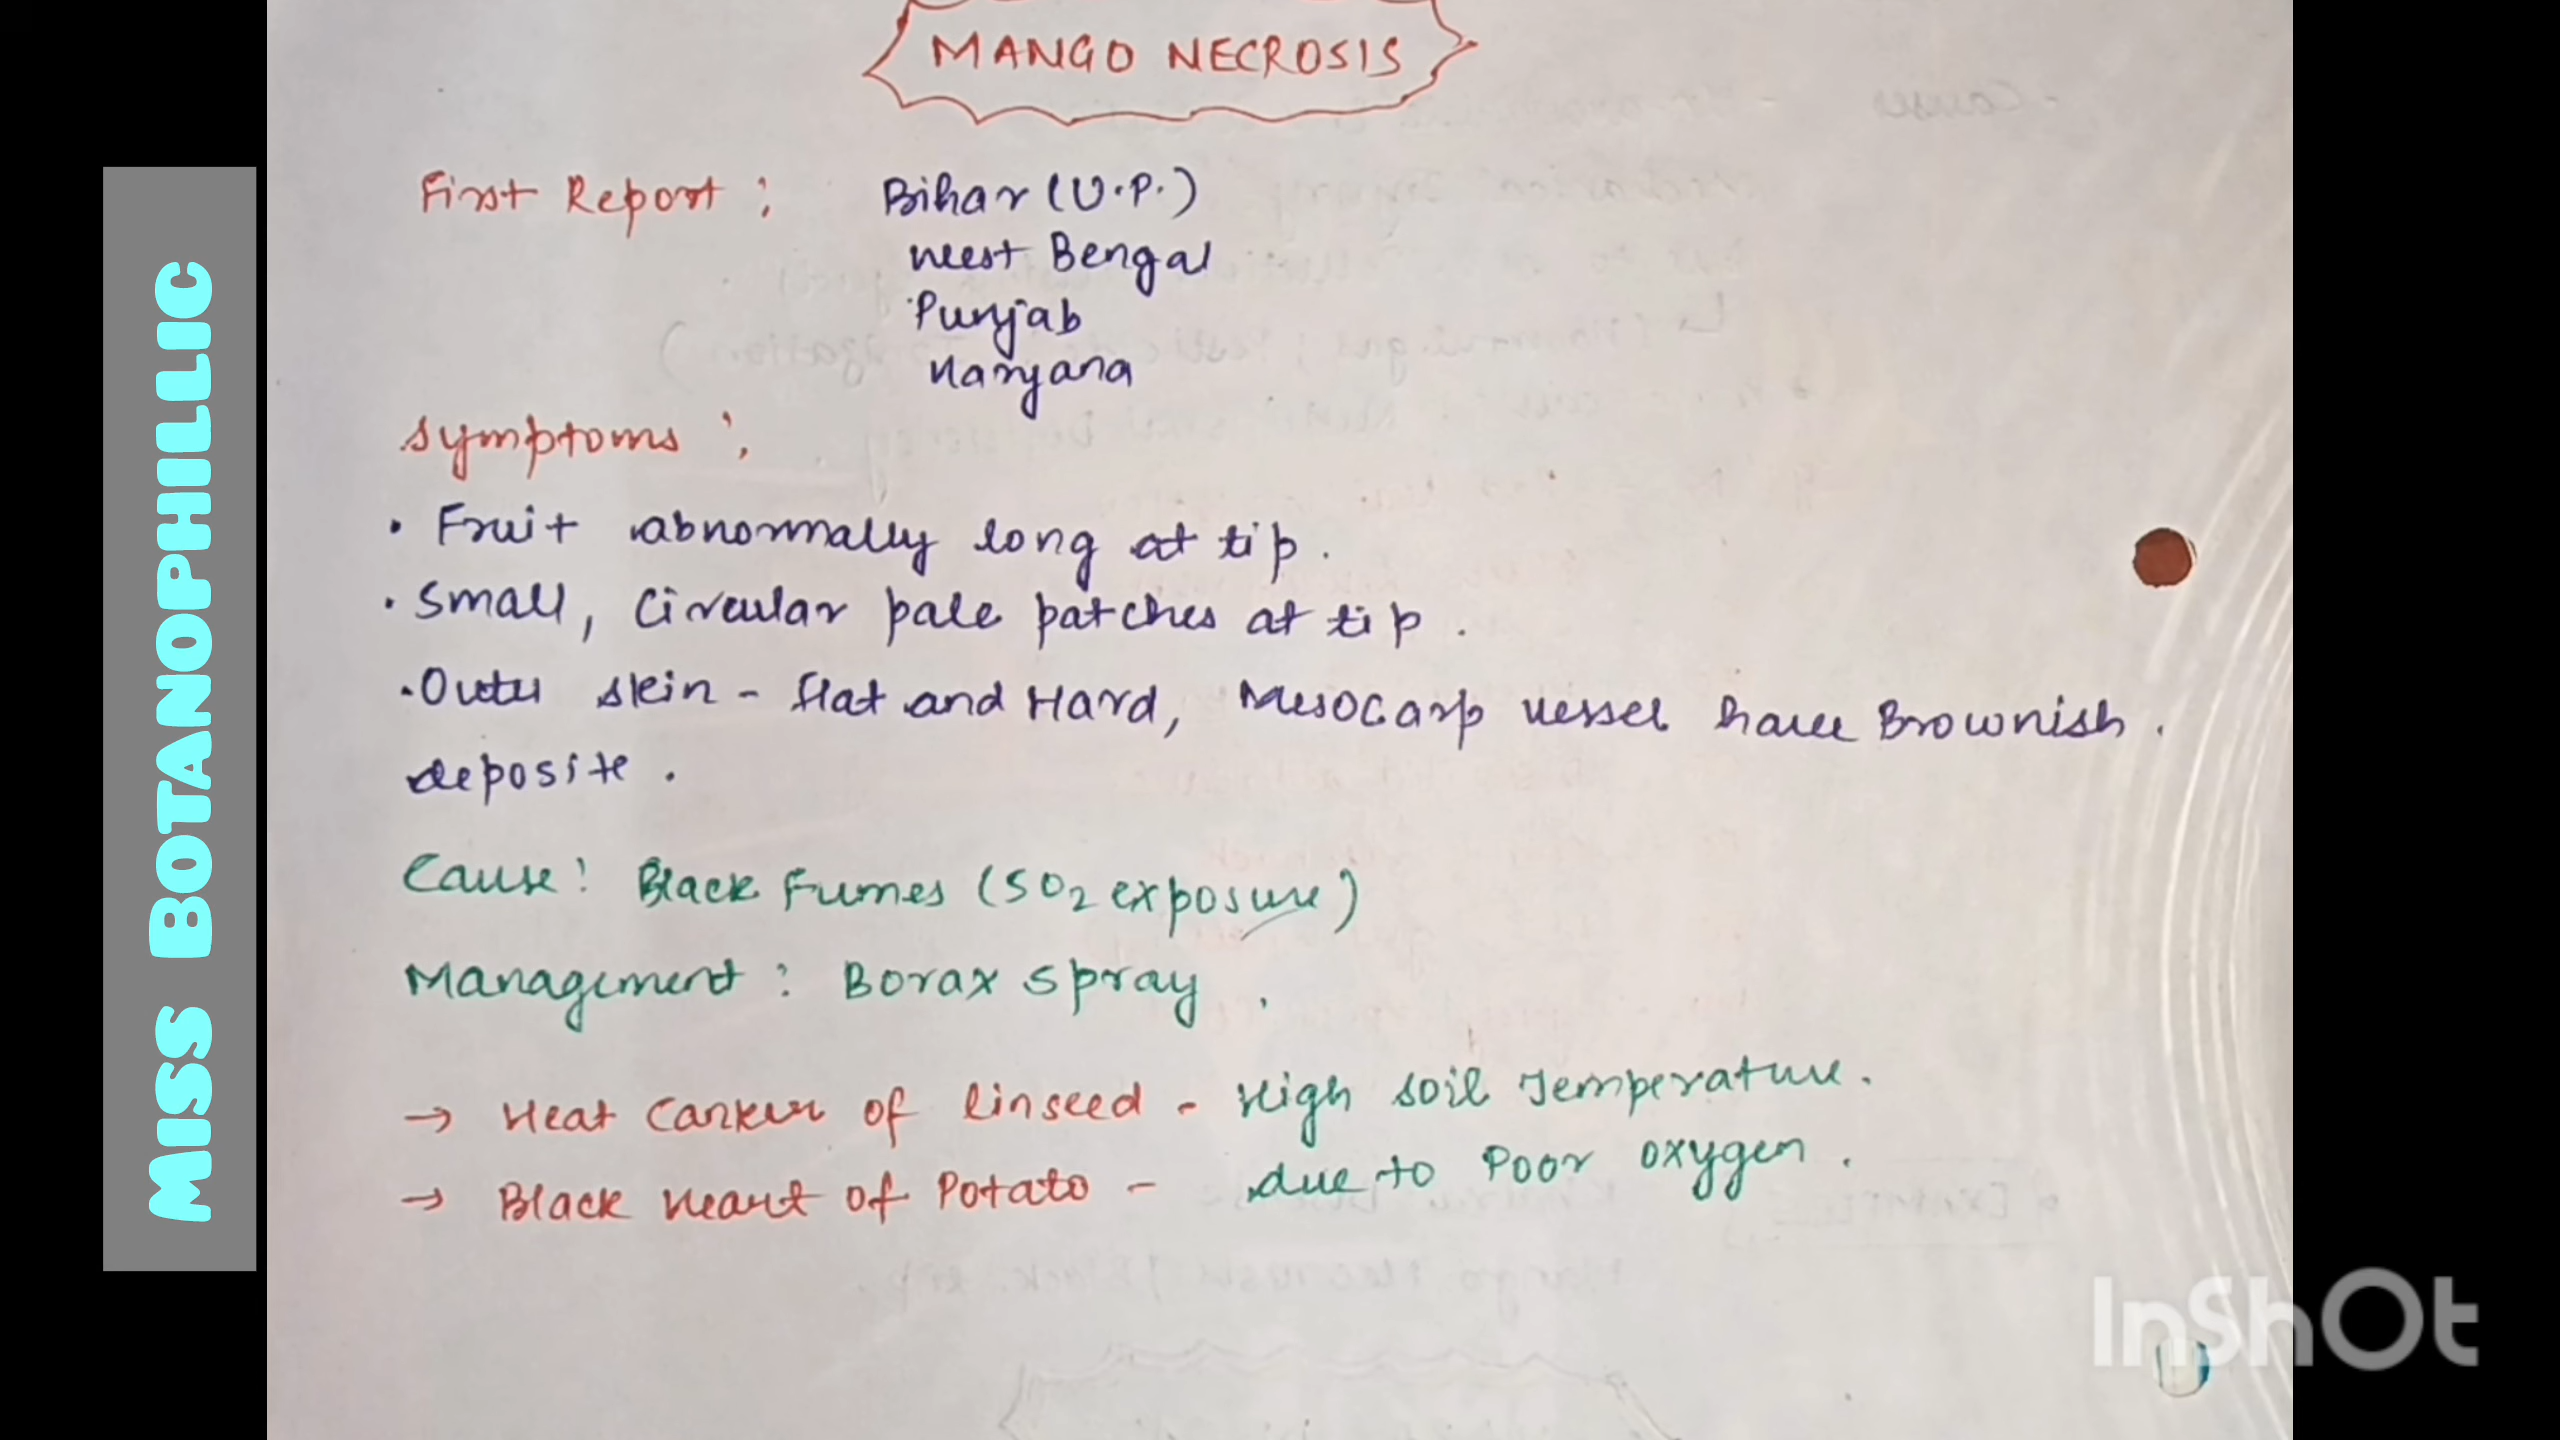 MANGO NECROSIS
First Report :
Bihar (U.P.)
West Bengal
Punjab
Haryana
Symptoms :
• Fruit abnormally long at tip.
• Small, Circular pale patches at tip.
• Outer skin - flat and Hard, Mesocarp vessel have Brownish.
deposite.
Cause: Black Fumes (SO2 exposure)
Management : Borax spray.
→ Heat Canker of linseed - High soil Temperature.
→ Black Heart of Potato - due to Poor oxygen.
MISS BOTANOPHILLIC
InShOt